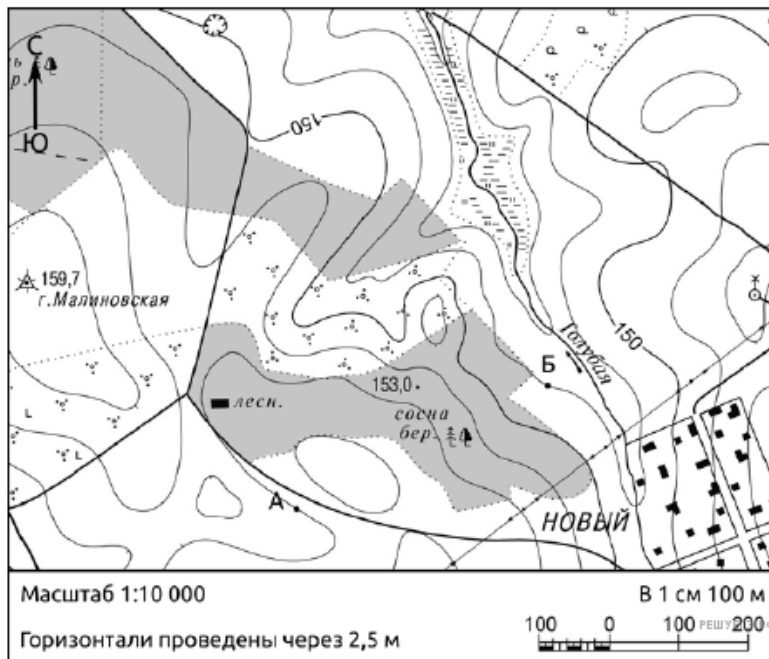 С
ь
р.
Ю
150
159,7
г.Малиновская
Голубая
150
Б
153,0
лесн.
сосна
бер.
L
L
А
НОВЫЙ
Масштаб 1:10 000
В 1 см 100 м
Горизонтали проведены через 2,5 м
100 0 100 200